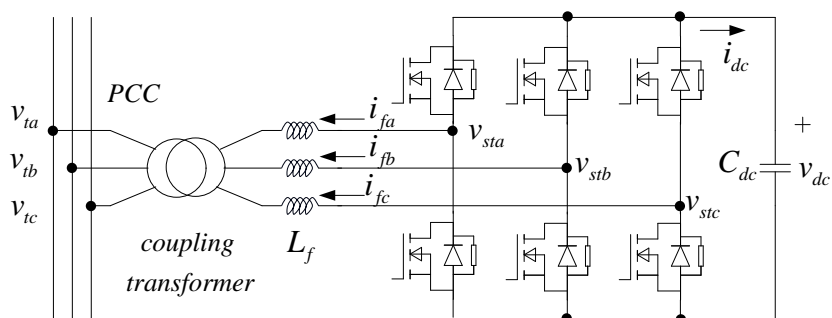 PCC
v_ta
v_tb
v_tc
coupling
transformer
i_fa
i_fb
i_fc
L_f
v_sta
v_stb
v_stc
i_dc
C_dc
+
v_dc